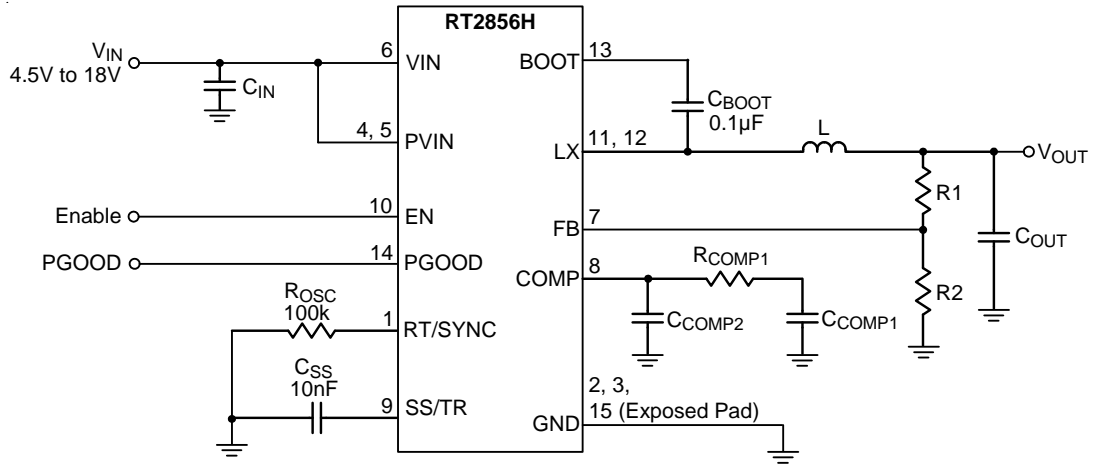 RT2856H
VIN
4.5V to 18V
CIN
6
VIN
4, 5
PVIN
Enable
10
EN
PGOOD
14
PGOOD
ROSC
100k
1
RT/SYNC
CSS
10nF
9
SS/TR
BOOT
13
CBOOT
0.1µF
LX
11, 12
L
VOUT
R1
FB
7
COUT
COMP
8
RCOMP1
R2
CCOMP2
CCOMP1
2, 3,
GND
15 (Exposed Pad)